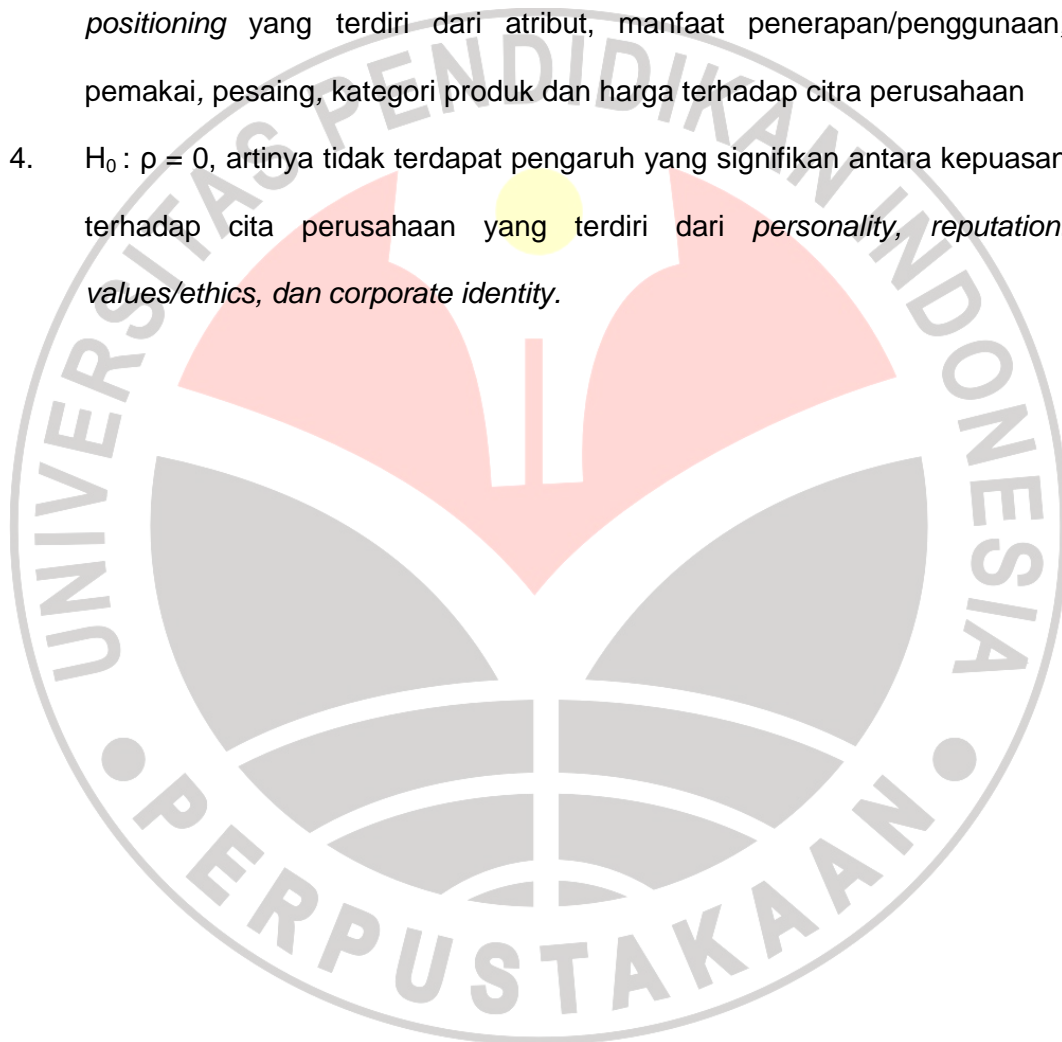 positioning yang terdiri dari atribut, manfaat penerapan/penggunaan,
pemakai, pesaing, kategori produk dan harga terhadap citra perusahaan
4. H₀ : ρ = 0, artinya tidak terdapat pengaruh yang signifikan antara kepuasan
terhadap cita perusahaan yang terdiri dari personality, reputation
values/ethics, dan corporate identity.
UNIVERSITAS PENDIDIKAN INDONESIA
PERPUSTAKAAN